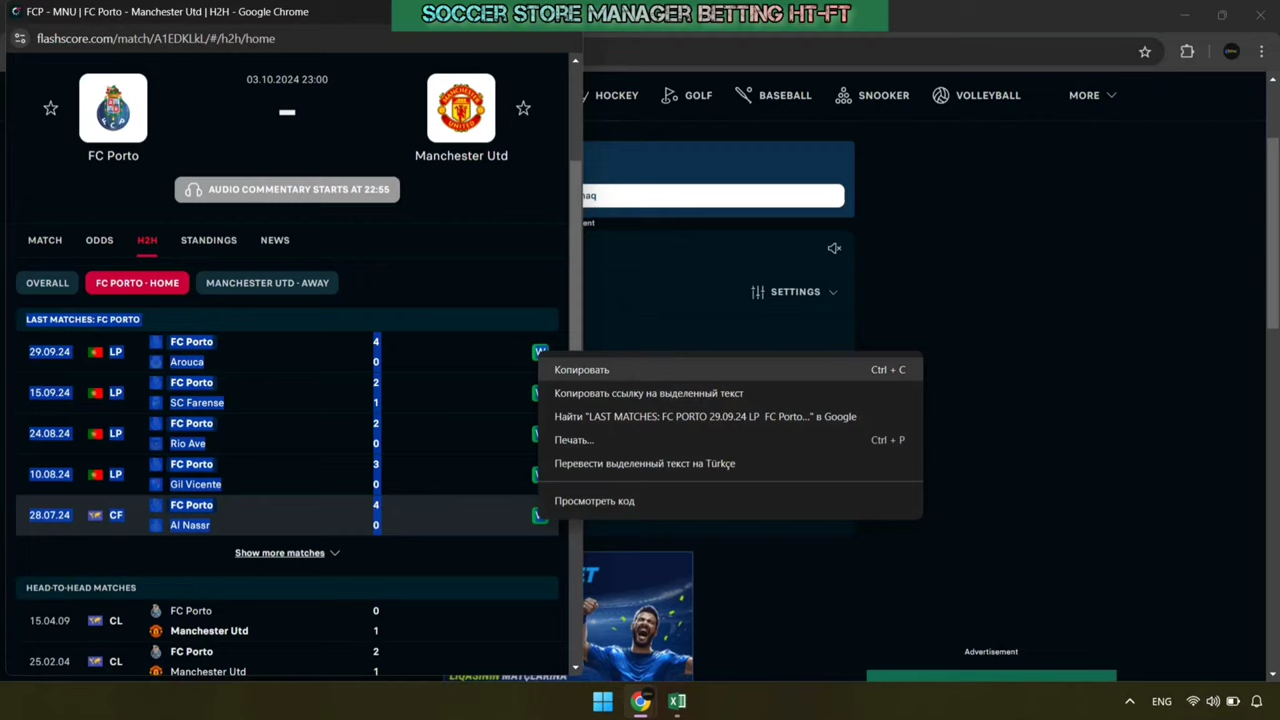 FCP - MNU | FC Porto - Manchester Utd | H2H - Google Chrome
SOCCER STORE MANAGER BETTING HT-FT
flashscore.com/match/A1EDKLkL/#/h2h/home
HOCKEY GOLF BASEBALL SNOOKER VOLLEYBALL MORE
03.10.2024 23:00
-
FC Porto
Manchester Utd
AUDIO COMMENTARY STARTS AT 22:55
MATCH ODDS H2H STANDINGS NEWS
SETTINGS
OVERALL FC PORTO - HOME MANCHESTER UTD - AWAY
LAST MATCHES: FC PORTO
29.09.24 LP FC Porto 4
Arouca 0
15.09.24 LP FC Porto 2
SC Farense 1
24.08.24 LP FC Porto 2
Rio Ave 0
10.08.24 LP FC Porto 3
Gil Vicente 0
28.07.24 CF FC Porto 4
Al Nassr 0
Show more matches
HEAD-TO-HEAD MATCHES
15.04.09 CL FC Porto 0
Manchester Utd 1
25.02.04 CL FC Porto 2
Manchester Utd 1
Копировать Ctrl + C
Копировать ссылку на выделенный текст
Найти "LAST MATCHES: FC PORTO 29.09.24 LP FC Porto..." в Google
Печать... Ctrl + P
Перевести выделенный текст на Türkçe
Просмотреть код
Advertisement
ENG